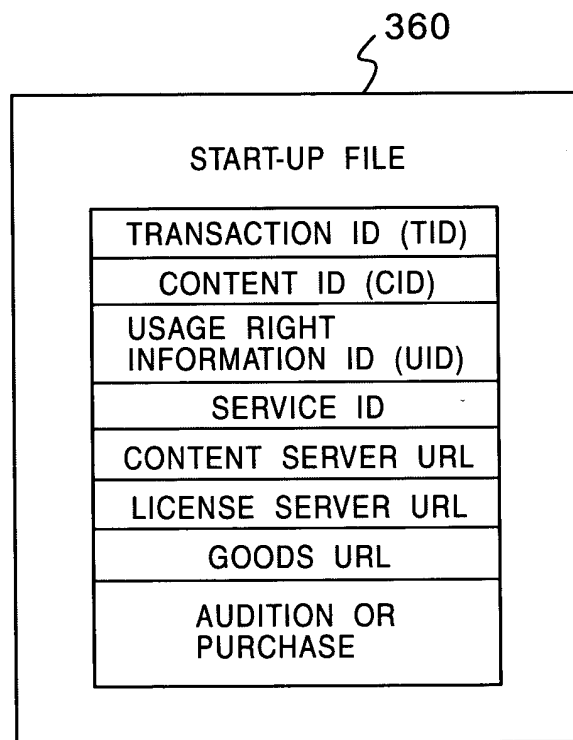 360
START-UP FILE
TRANSACTION ID (TID)
CONTENT ID (CID)
USAGE RIGHT
INFORMATION ID (UID)
SERVICE ID
CONTENT SERVER URL
LICENSE SERVER URL
GOODS URL
AUDITION OR
PURCHASE